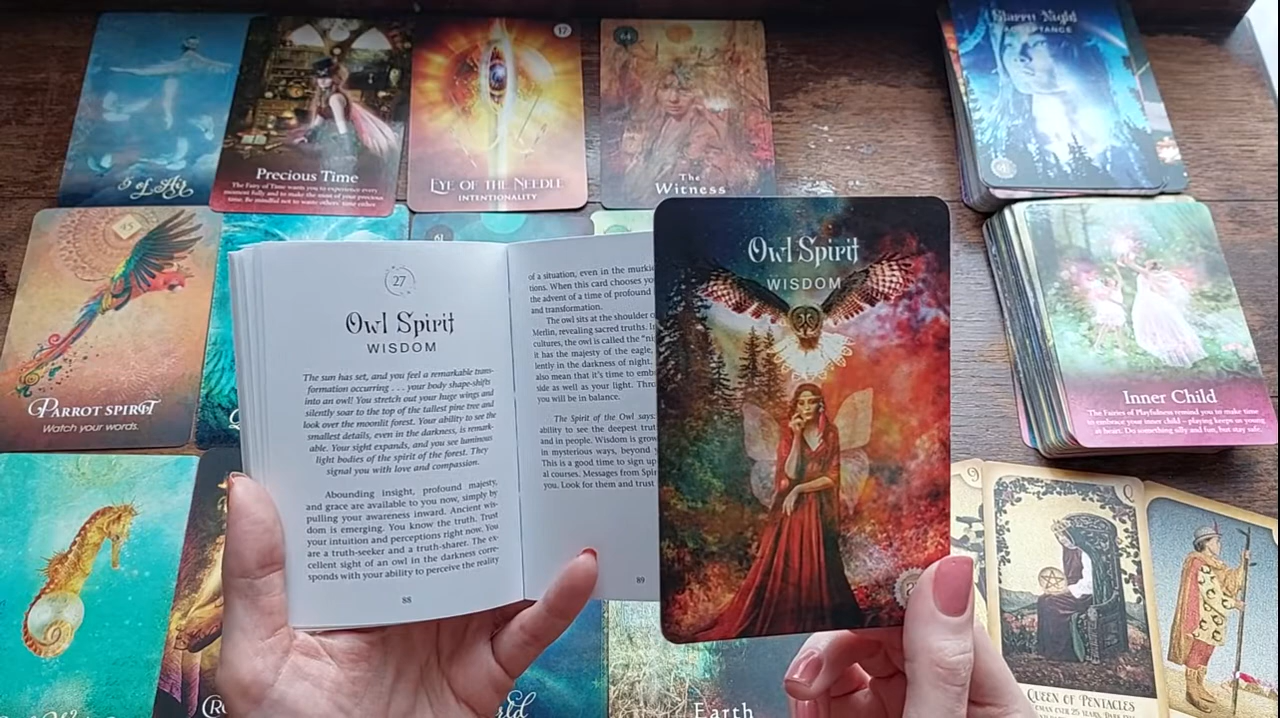 5 of Air
Precious Time
The Fairy of Time wants you to experience every
moment fully and to make the most of your precious
time. Be mindful not to waste others' time either.
17
EYE OF THE NEEDLE
INTENTIONALITY
64
The
Witness
Starry Night
ACCEPTANCE
45
PARROT SPIRIT
Watch your words.
61
27
Owl Spirit
WISDOM
The sun has set, and you feel a remarkable trans-
formation occurring . . . your body shape-shifts
into an owl! You stretch out your huge wings and
silently soar to the top of the tallest pine tree and
look over the moonlit forest. Your ability to see the
smallest details, even in the darkness, is remark-
able. Your sight expands, and you see luminous
light bodies of the spirit of the forest. They
signal you with love and compassion.
Abounding insight, profound majesty,
and grace are available to you now, simply by
pulling your awareness inward. Ancient wis-
dom is emerging. You know the truth. Trust
your intuition and perceptions right now. You
are a truth-seeker and a truth-sharer. The ex-
cellent sight of an owl in the darkness corre-
sponds with your ability to perceive the reality
88
of a situation, even in the murkie
tions. When this card chooses yo
the advent of a time of profound
and transformation.
The owl sits at the shoulder o
Merlin, revealing sacred truths. In
cultures, the owl is called the "ni
it has the majesty of the eagle,
lently in the darkness of night.
also mean that it's time to emb
side as well as your light. Thro
you will be in balance.
The Spirit of the Owl says:
ability to see the deepest trut
and in people. Wisdom is grow
in mysterious ways, beyond
This is a good time to sign up
al courses. Messages from Spir
you. Look for them and trust
89
Owl Spirit
WISDOM
Inner Child
The Fairies of Playfulness remind you to make time
to embrace your inner child – playing keeps us young
at heart. Do something silly and fun, but stay safe.
9
Q
QUEEN OF PENTACLES
Earth